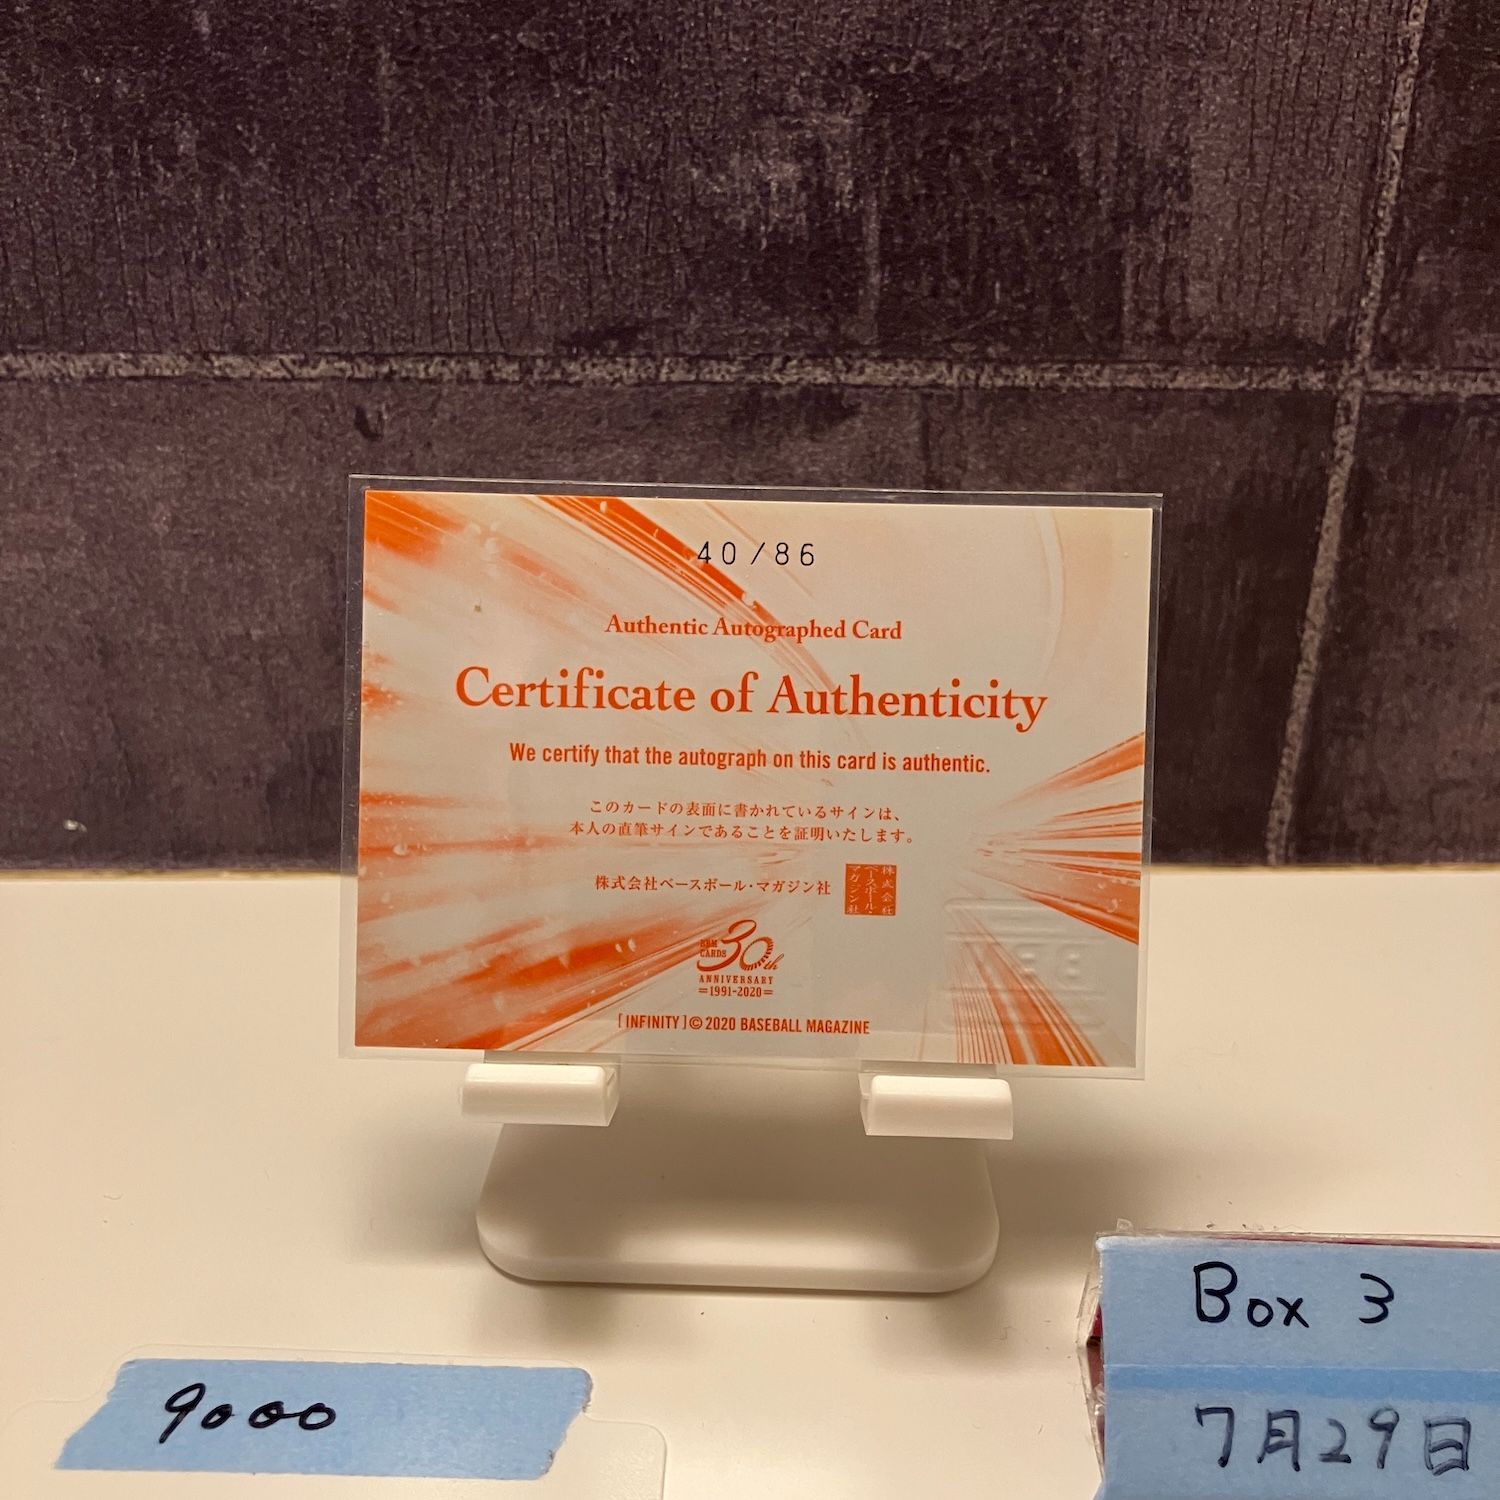 40/86
Authentic Autographed Card
Certificate of Authenticity
We certify that the autograph on this card is authentic.
このカードの表面に書かれているサインは、
本人の直筆サインであることを証明いたします。
株式会社ベースボール・マガジン社
株式会社
ベースボール・
マガジン社
BBM
CARDS
30th
ANNIVERSARY
=1991-2020=
[INFINITY]© 2020 BASEBALL MAGAZINE
9000
Box 3
7月29日